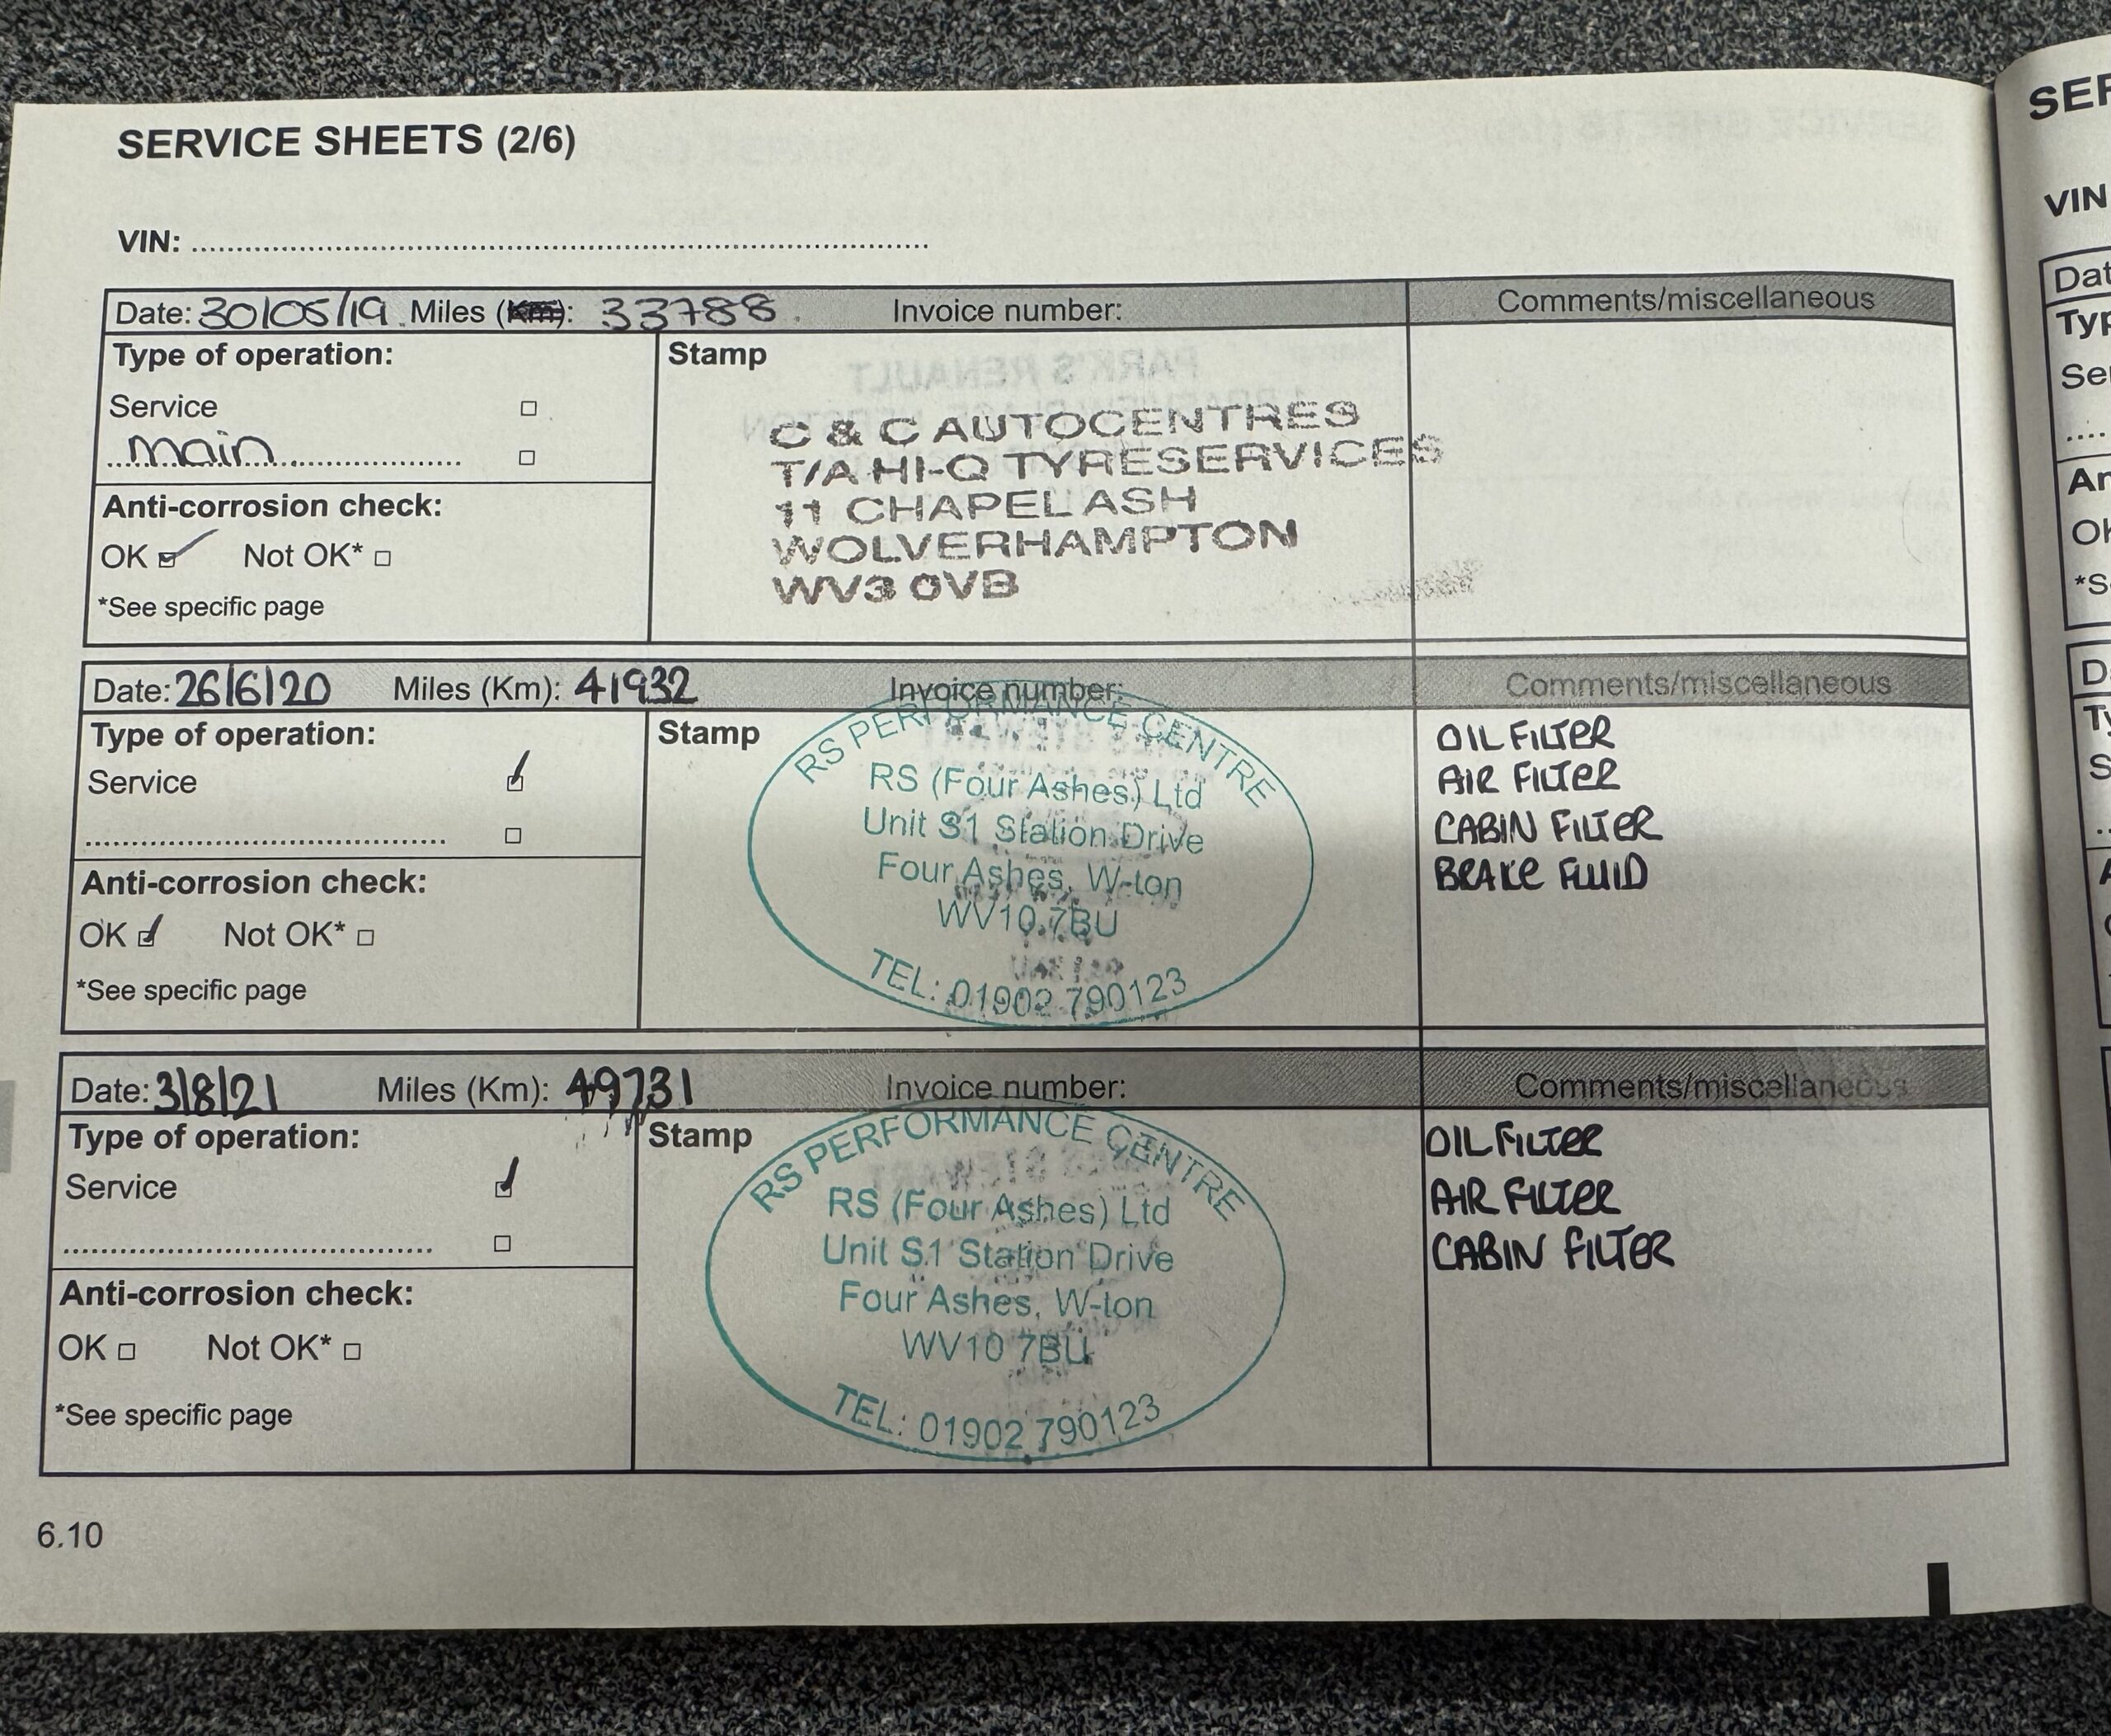 SERVICE SHEETS (2/6)
VIN:
Date: 30/05/19 Miles (Km): 33788 Invoice number: Comments/miscellaneous
Type of operation:
Stamp
Service
main
C & C AUTOCENTRES
T/A HI-Q TYRESERVICES
11 CHAPEL ASH
WOLVERHAMPTON
WV3 0VB
Anti-corrosion check:
OK Not OK*
*See specific page
Date: 26/6/20 Miles (Km): 41932 Invoice number: Comments/miscellaneous
Type of operation:
Service
Stamp
RS PERFORMANCE CENTRE
RS (Four Ashes) Ltd
Unit S1 Station Drive
Four Ashes, W-ton
WV10 7BU
TEL: 01902 790123
OIL FILTER
AIR FILTER
CABIN FILTER
BRAKE FLUID
Anti-corrosion check:
OK Not OK*
*See specific page
Date: 3/8/21 Miles (Km): 49731 Invoice number: Comments/miscellaneous
Type of operation:
Service
Stamp
RS PERFORMANCE CENTRE
RS (Four Ashes) Ltd
Unit S1 Station Drive
Four Ashes, W-ton
WV10 7BU
TEL: 01902 790123
OIL FILTER
AIR FILTER
CABIN FILTER
Anti-corrosion check:
OK Not OK*
*See specific page
6.10
VIN